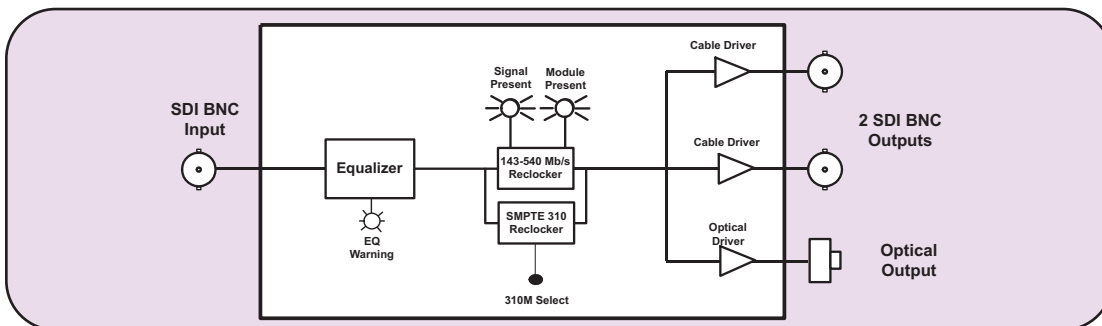 SDI BNC
Input
Equalizer
EQ
Warning
Signal
Present
Module
Present
143-540 Mb/s
Reclocker
SMPTE 310
Reclocker
310M Select
Cable Driver
Cable Driver
Optical
Driver
2 SDI BNC
Outputs
Optical
Output